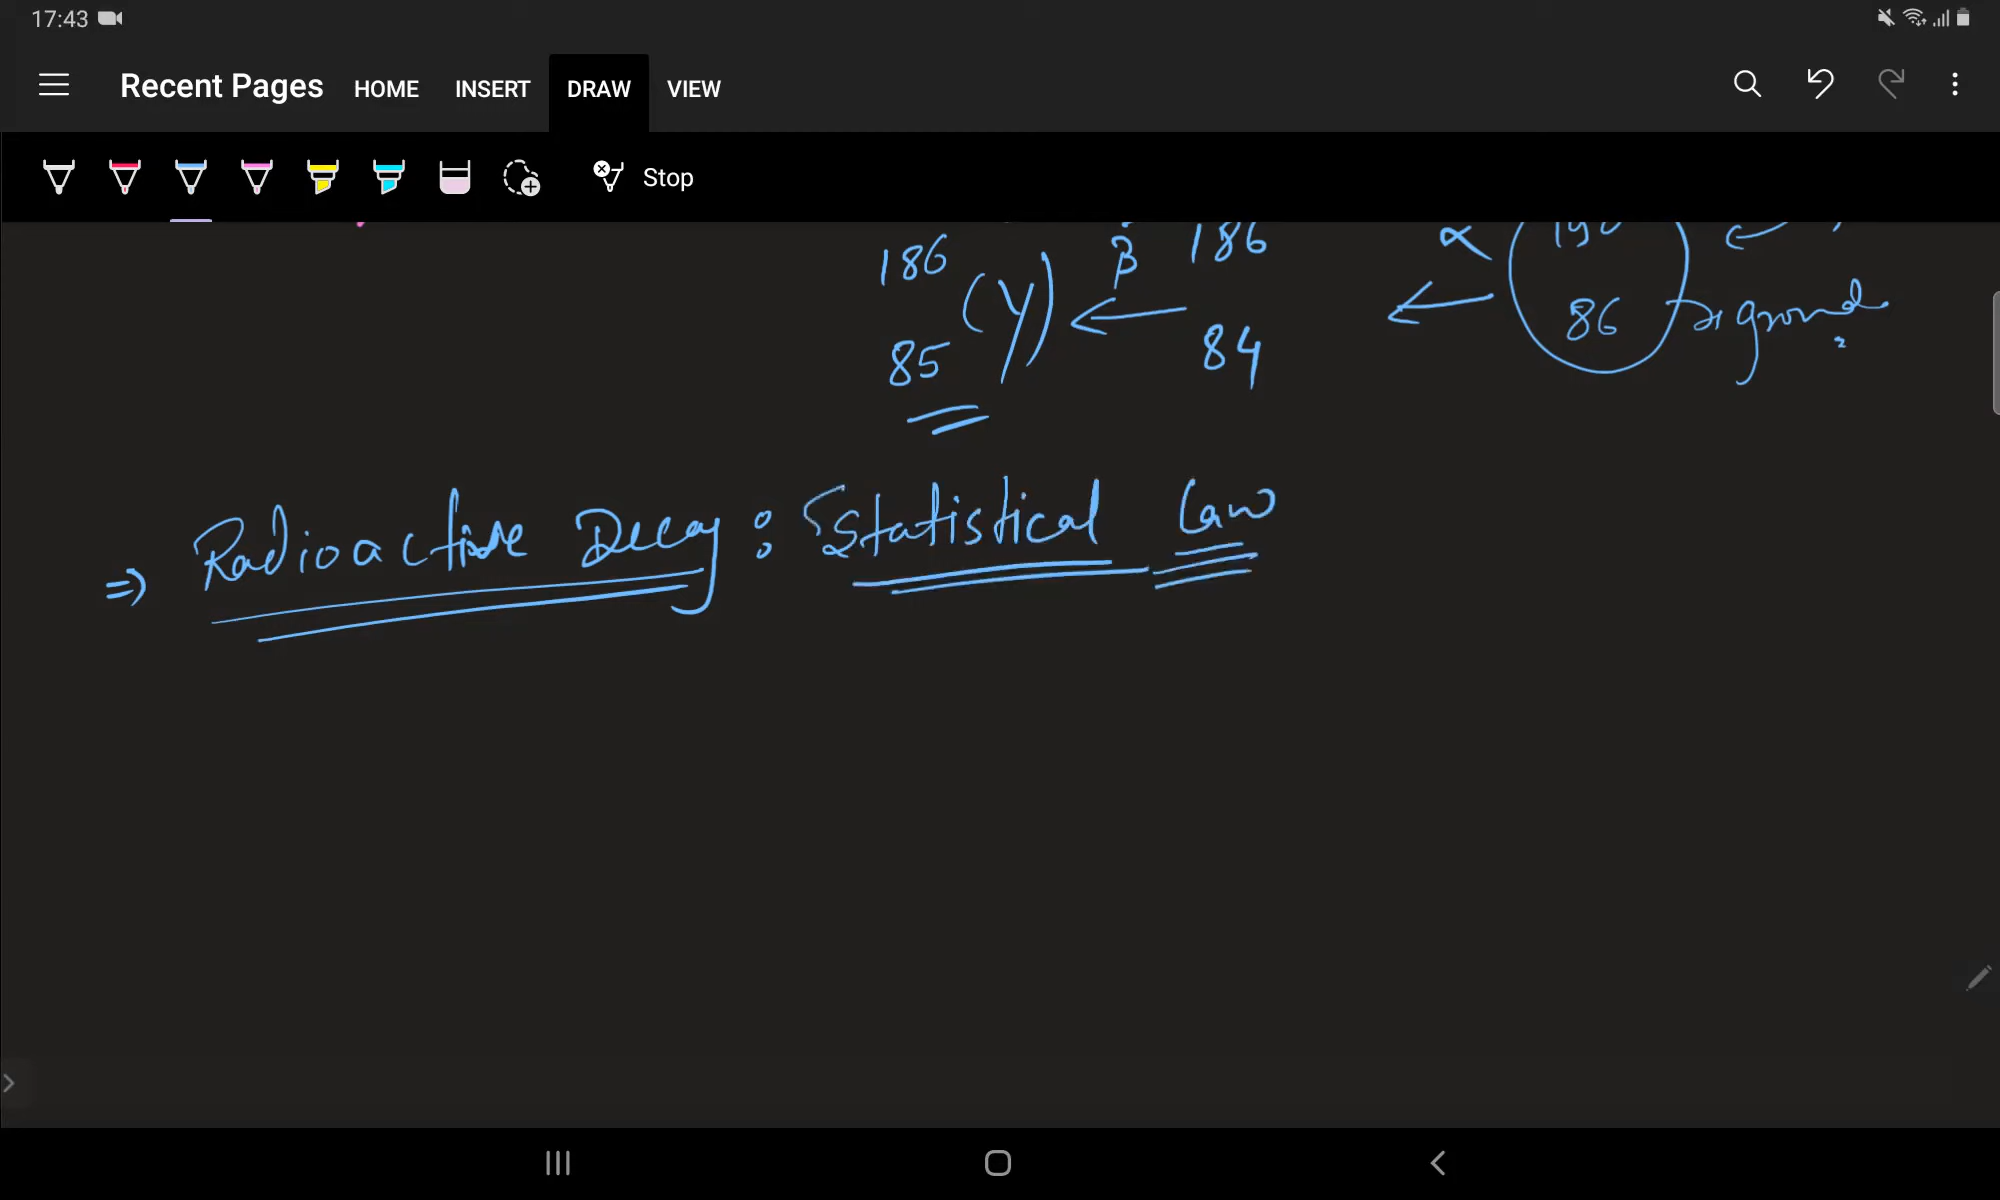 17:43
Recent Pages HOME INSERT DRAW VIEW
Stop
186 (y) β 186 α 190
85 84 86 ground
⇒ Radioactive Decay : Statistical Law